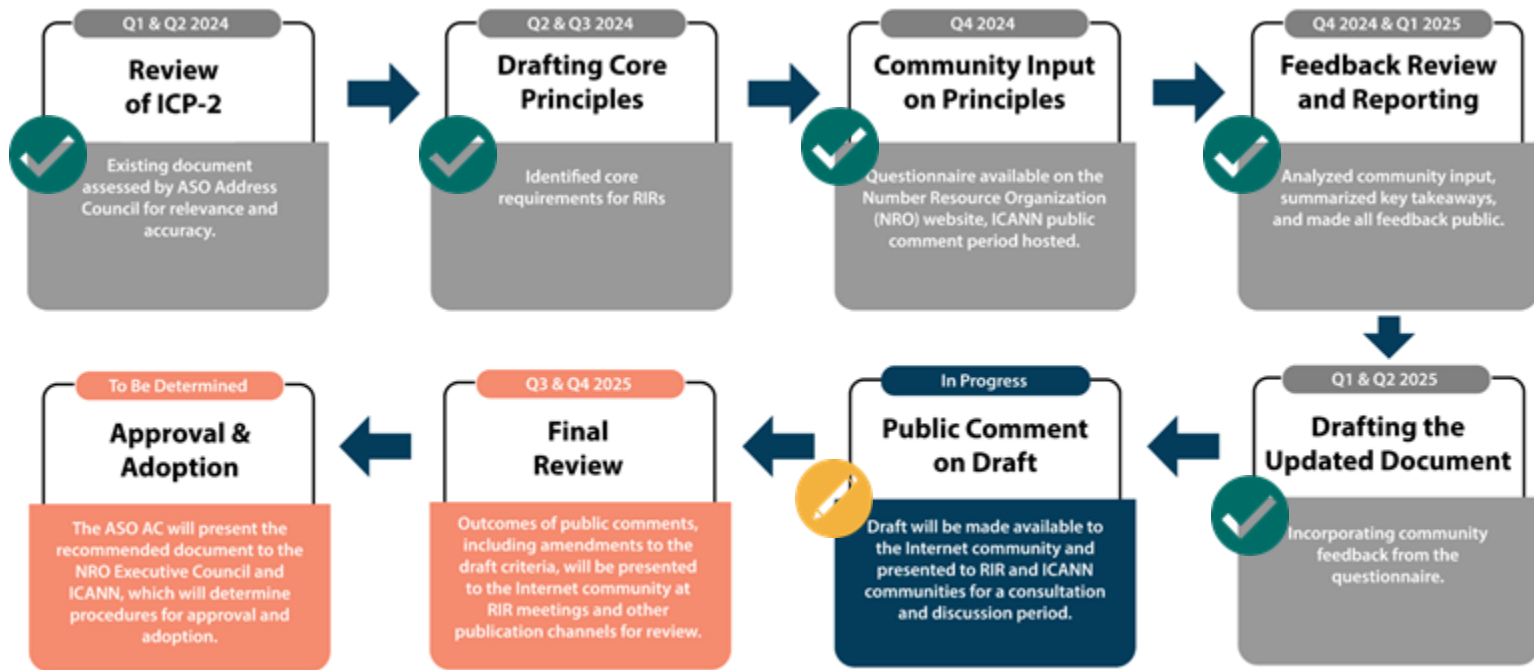 Q1 & Q2 2024
Review
of ICP-2
Existing document
assessed by ASO Address
Council for relevance and
accuracy.
Q2 & Q3 2024
Drafting Core
Principles
Identified core
requirements for RIRs
Q4 2024
Community Input
on Principles
Questionnaire available on the
Number Resource Organization
(NRO) website, ICANN public
comment period hosted.
Q4 2024 & Q1 2025
Feedback Review
and Reporting
Analyzed community input,
summarized key takeaways,
and made all feedback public.
Q1 & Q2 2025
Drafting the
Updated Document
Incorporating community
feedback from the
questionnaire.
In Progress
Public Comment
on Draft
Draft will be made available to
the Internet community and
presented to RIR and ICANN
communities for a consultation
and discussion period.
Q3 & Q4 2025
Final
Review
Outcomes of public comments,
including amendments to the
draft criteria, will be presented
to the Internet community at
RIR meetings and other
publication channels for review.
To Be Determined
Approval &
Adoption
The ASO AC will present the
recommended document to the
NRO Executive Council and
ICANN, which will determine
procedures for approval and
adoption.